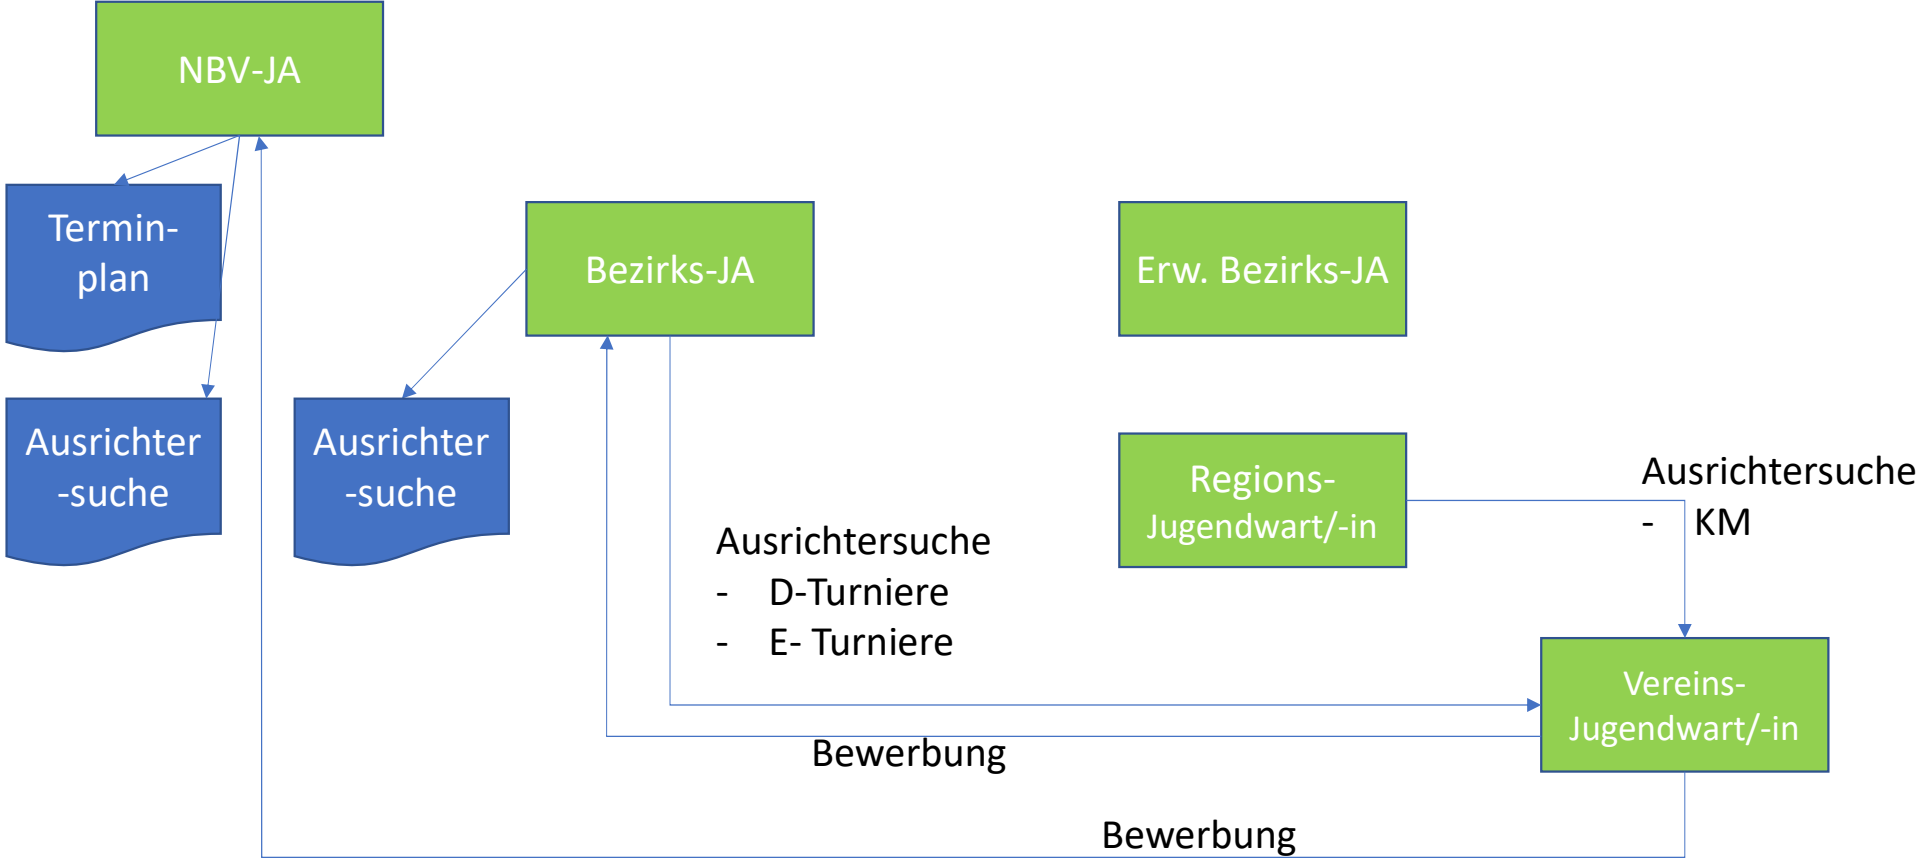 NBV-JA
Termin-
plan
Bezirks-JA
Erw. Bezirks-JA
Ausrichter
-suche
Ausrichter
-suche
Regions-
Jugendwart/-in
Ausrichtersuche
- KM
Ausrichtersuche
- D-Turniere
- E- Turniere
Vereins-
Jugendwart/-in
Bewerbung
Bewerbung